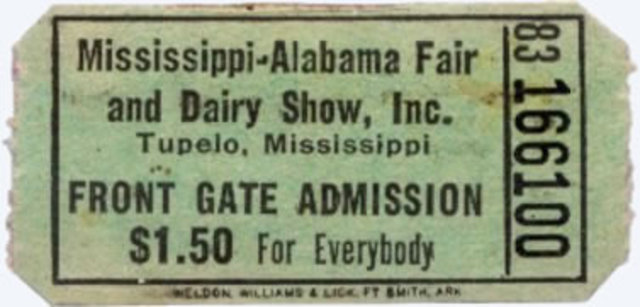 Mississippi-Alabama Fair
and Dairy Show, Inc.
Tupelo, Mississippi
FRONT GATE ADMISSION
$1.50 For Everybody
WELDON, WILLIAMS & LICK, FT SMITH, ARK
83
166100